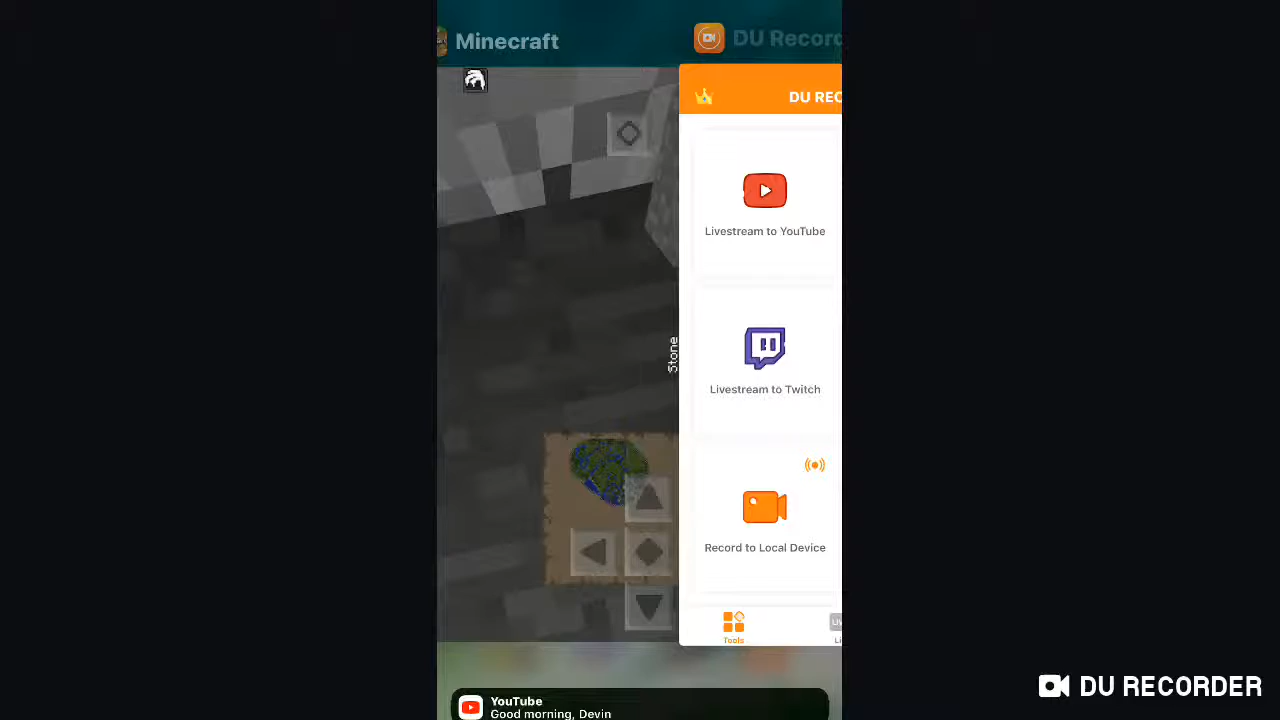 Minecraft
DU Record
DU REC
Livestream to YouTube
Stone
Livestream to Twitch
Record to Local Device
Tools
Li
YouTube
Good morning, Devin
DU RECORDER